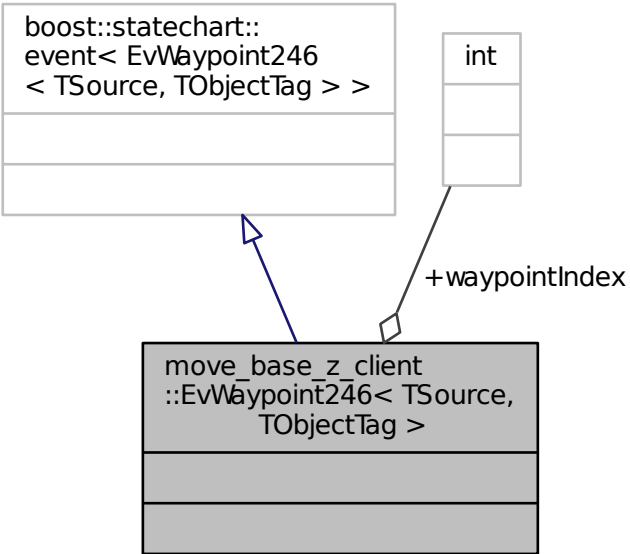 boost::statechart::
event< EvWaypoint246
< TSource, TObjectTag > >
int
+waypointIndex
move_base_z_client
::EvWaypoint246< TSource,
TObjectTag >